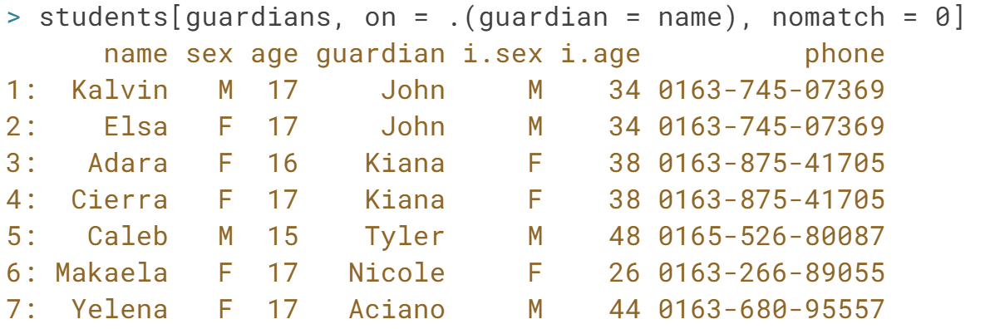 > students[guardians, on = .(guardian = name), nomatch = 0]
name sex age guardian i.sex i.age phone
1: Kalvin M 17 John M 34 0163-745-07369
2: Elsa F 17 John M 34 0163-745-07369
3: Adara F 16 Kiana F 38 0163-875-41705
4: Cierra F 17 Kiana F 38 0163-875-41705
5: Caleb M 15 Tyler M 48 0165-526-80087
6: Makaela F 17 Nicole F 26 0163-266-89055
7: Yelena F 17 Aciano M 44 0163-680-95557